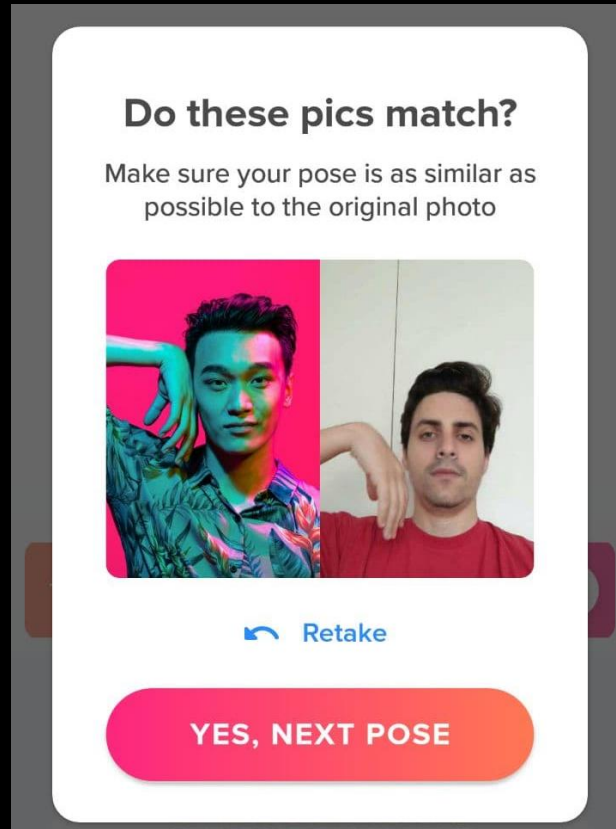 Do these pics match?
Make sure your pose is as similar as
possible to the original photo
Retake
YES, NEXT POSE